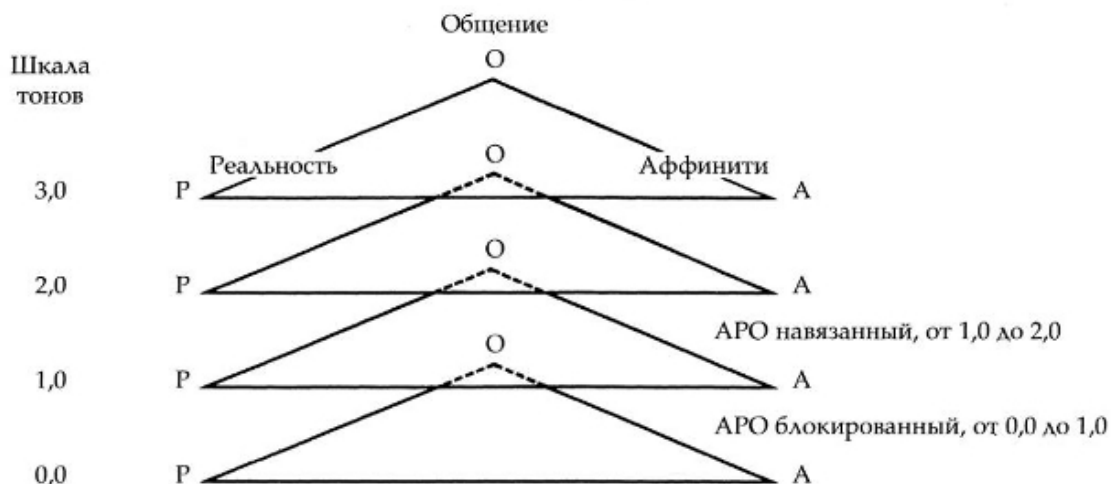 Общение
О
Шкала
тонов
Реальность
О
Аффинити
3,0
Р
А
2,0
Р
О
А
АРО навязанный, от 1,0 до 2,0
О
1,0
Р
А
АРО блокированный, от 0,0 до 1,0
0,0
Р
А